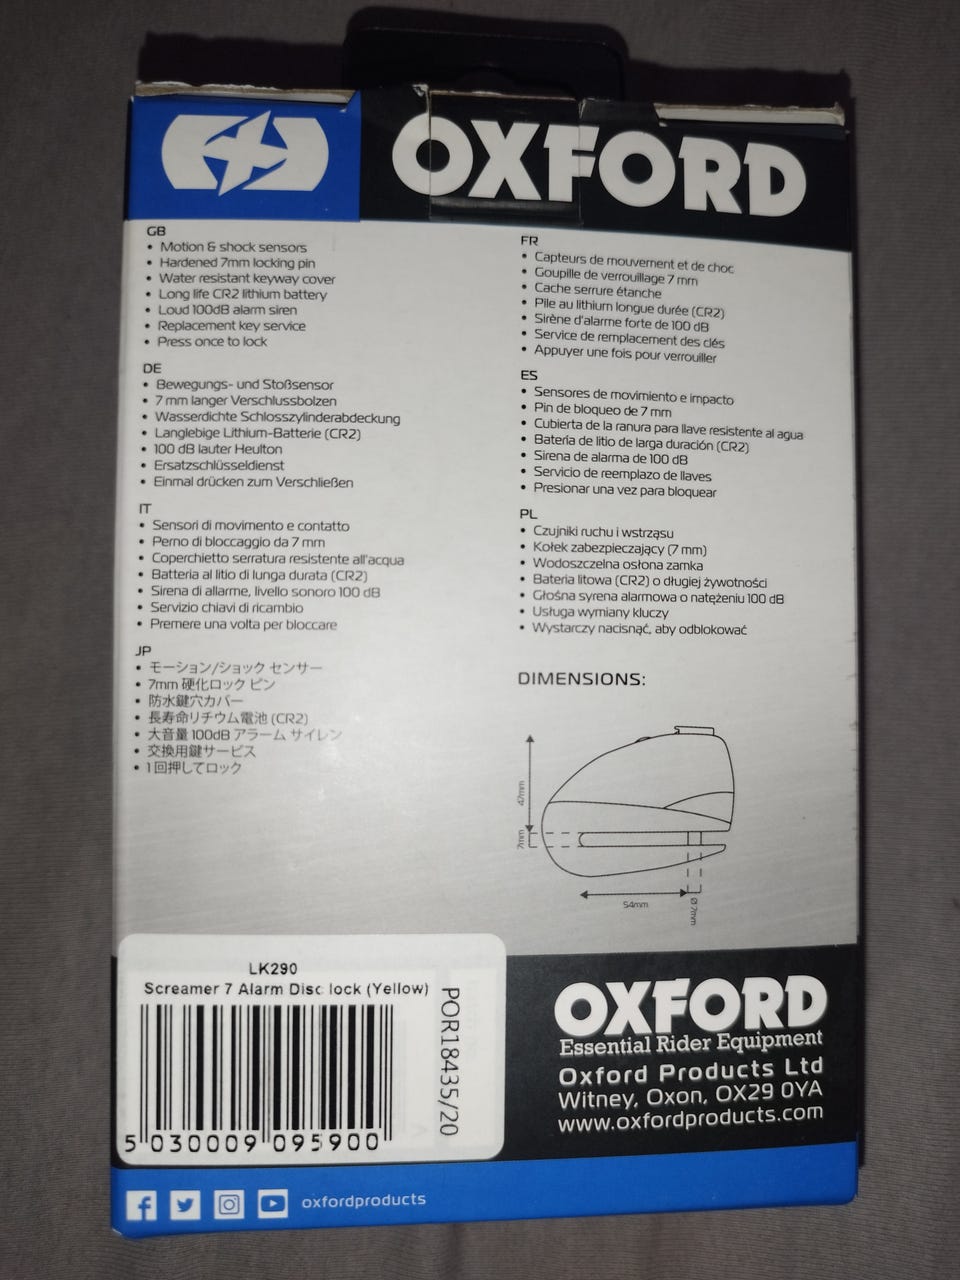 OXFORD
GB
• Motion & shock sensors
• Hardened 7mm locking pin
• Water resistant keyway cover
• Long life CR2 lithium battery
• Loud 100dB alarm siren
• Replacement key service
• Press once to lock
DE
• Bewegungs- und Stoßsensor
• 7 mm langer Verschlussbolzen
• Wasserdichte Schlosszylinderabdeckung
• Langlebige Lithium-Batterie (CR2)
• 100 dB lauter Heulton
• Ersatzschlüsseldienst
• Einmal drücken zum Verschließen
IT
• Sensori di movimento e contatto
• Perno di bloccaggio da 7 mm
• Coperchietto serratura resistente all'acqua
• Batteria al litio di lunga durata (CR2)
• Sirena di allarme, livello sonoro 100 dB
• Servizio chiavi di ricambio
• Premere una volta per bloccare
JP
• モーション/ショック センサー
• 7mm 硬化ロック ピン
• 防水鍵穴カバー
• 長寿命リチウム電池 (CR2)
• 大音量 100dB アラーム サイレン
• 交換用鍵サービス
• 1回押してロック
FR
• Capteurs de mouvement et de choc
• Goupille de verrouillage 7 mm
• Cache serrure étanche
• Pile au lithium longue durée (CR2)
• Sirène d'alarme forte de 100 dB
• Service de remplacement des clés
• Appuyer une fois pour verrouiller
ES
• Sensores de movimiento e impacto
• Pin de bloqueo de 7 mm
• Cubierta de la ranura para llave resistente al agua
• Batería de litio de larga duración (CR2)
• Sirena de alarma de 100 dB
• Servicio de reemplazo de llaves
• Presionar una vez para bloquear
PL
• Czujniki ruchu i wstrząsu
• Kołek zabezpieczający (7 mm)
• Wodoszczelna osłona zamka
• Bateria litowa (CR2) o długiej żywotności
• Głośna syrena alarmowa o natężeniu 100 dB
• Usługa wymiany kluczy
• Wystarczy nacisnąć, aby odblokować
DIMENSIONS:
47mm
7mm
54mm
Ø 7mm
LK290
Screamer 7 Alarm Disc lock (Yellow)
5 030009 095900
POR18435/20
OXFORD
Essential Rider Equipment
Oxford Products Ltd
Witney, Oxon, OX29 0YA
www.oxfordproducts.com
oxfordproducts